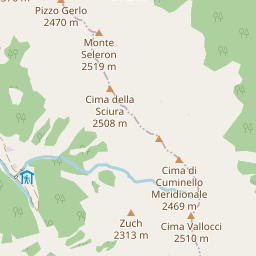 Pizzo Gerlo
2470 m
Monte
Seleron
2519 m
Cima della
Sciura
2508 m
Cima di
Cuminello
Meridionale
2469 m
Zuch
2313 m
Cima Vallocci
2510 m